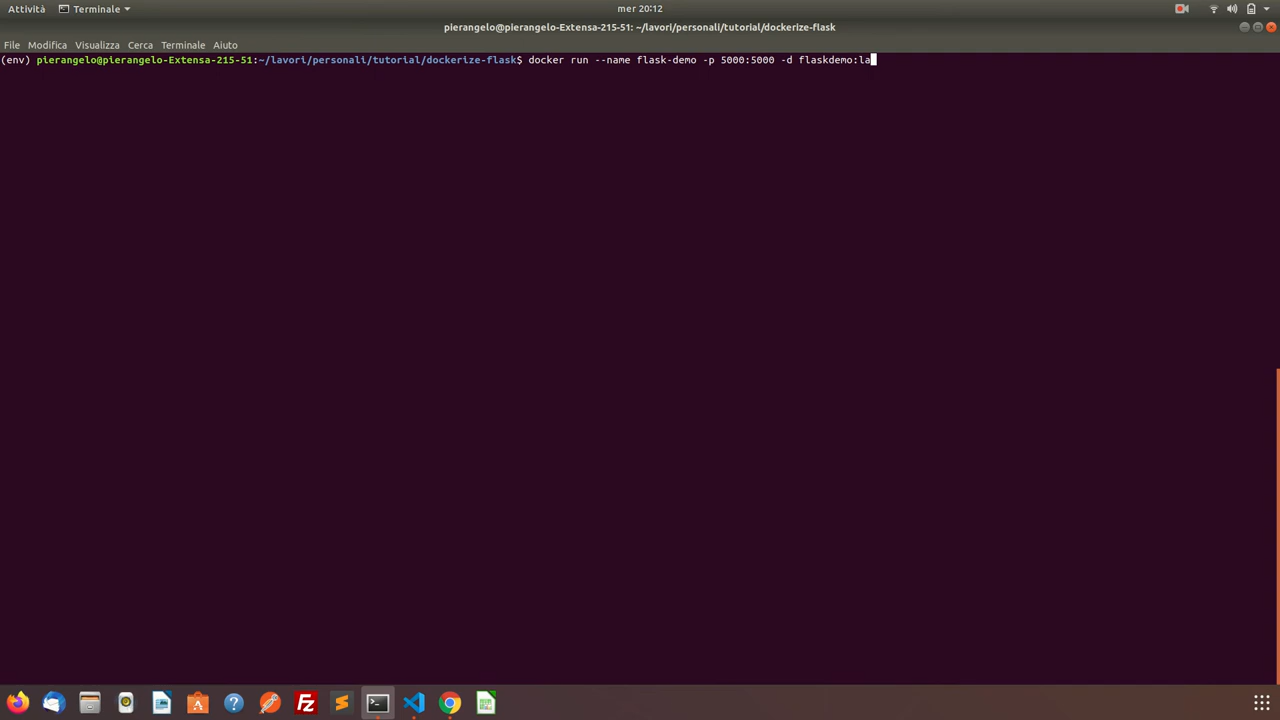 Attività Terminale mer 20:12
pierangelo@pierangelo-Extensa-215-51: ~/lavori/personali/tutorial/dockerize-flask
File Modifica Visualizza Cerca Terminale Aiuto
(env) pierangelo@pierangelo-Extensa-215-51:~/lavori/personali/tutorial/dockerize-flask$ docker run --name flask-demo -p 5000:5000 -d flaskdemo:la